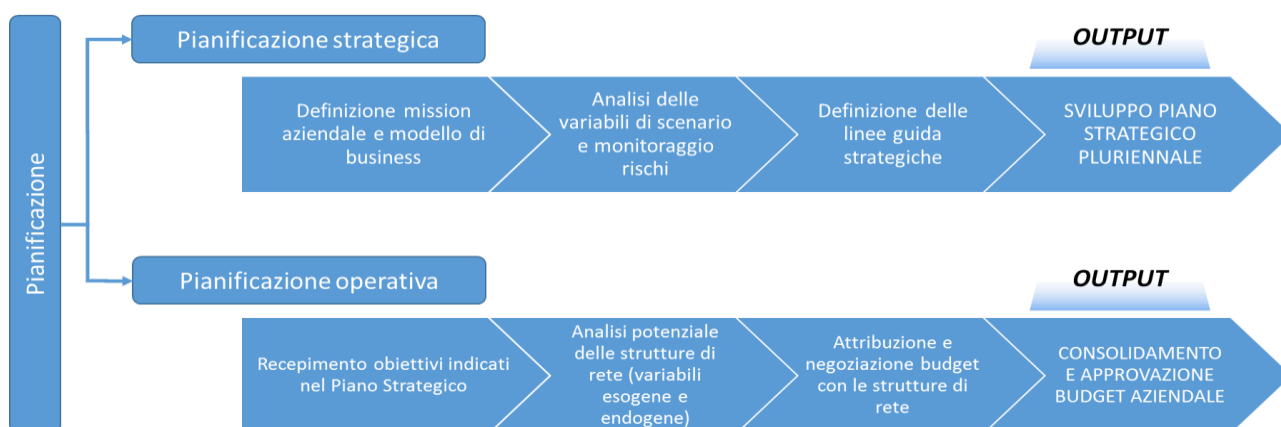 Pianificazione
Pianificazione strategica
OUTPUT
Definizione mission
aziendale e modello di
business
Analisi delle
variabili di scenario
e monitoraggio
rischi
Definizione delle
linee guida
strategiche
SVILUPPO PIANO
STRATEGICO
PLURIENNALE
Pianificazione operativa
OUTPUT
Recepimento obiettivi indicati
nel Piano Strategico
Analisi potenziale
delle strutture di
rete (variabili
esogene e
endogene)
Attribuzione e
negoziazione budget
con le strutture di
rete
CONSOLIDAMENTO
E APPROVAZIONE
BUDGET AZIENDALE